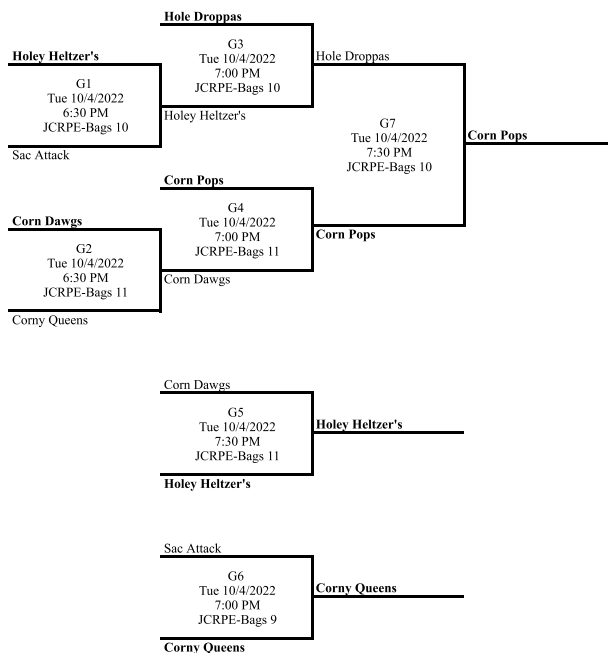 Hole Droppas
G3
Tue 10/4/2022
7:00 PM
JCRPE-Bags 10
Holey Heltzer's
Hole Droppas
G1
Tue 10/4/2022
6:30 PM
JCRPE-Bags 10
Holey Heltzer's
Sac Attack
G7
Tue 10/4/2022
7:30 PM
JCRPE-Bags 10
Corn Pops
Corn Pops
G4
Tue 10/4/2022
7:00 PM
JCRPE-Bags 11
Corn Dawgs
Corn Pops
G2
Tue 10/4/2022
6:30 PM
JCRPE-Bags 11
Corn Dawgs
Corny Queens
Corn Dawgs
G5
Tue 10/4/2022
7:30 PM
JCRPE-Bags 11
Holey Heltzer's
Holey Heltzer's
Sac Attack
G6
Tue 10/4/2022
7:00 PM
JCRPE-Bags 9
Corny Queens
Corny Queens